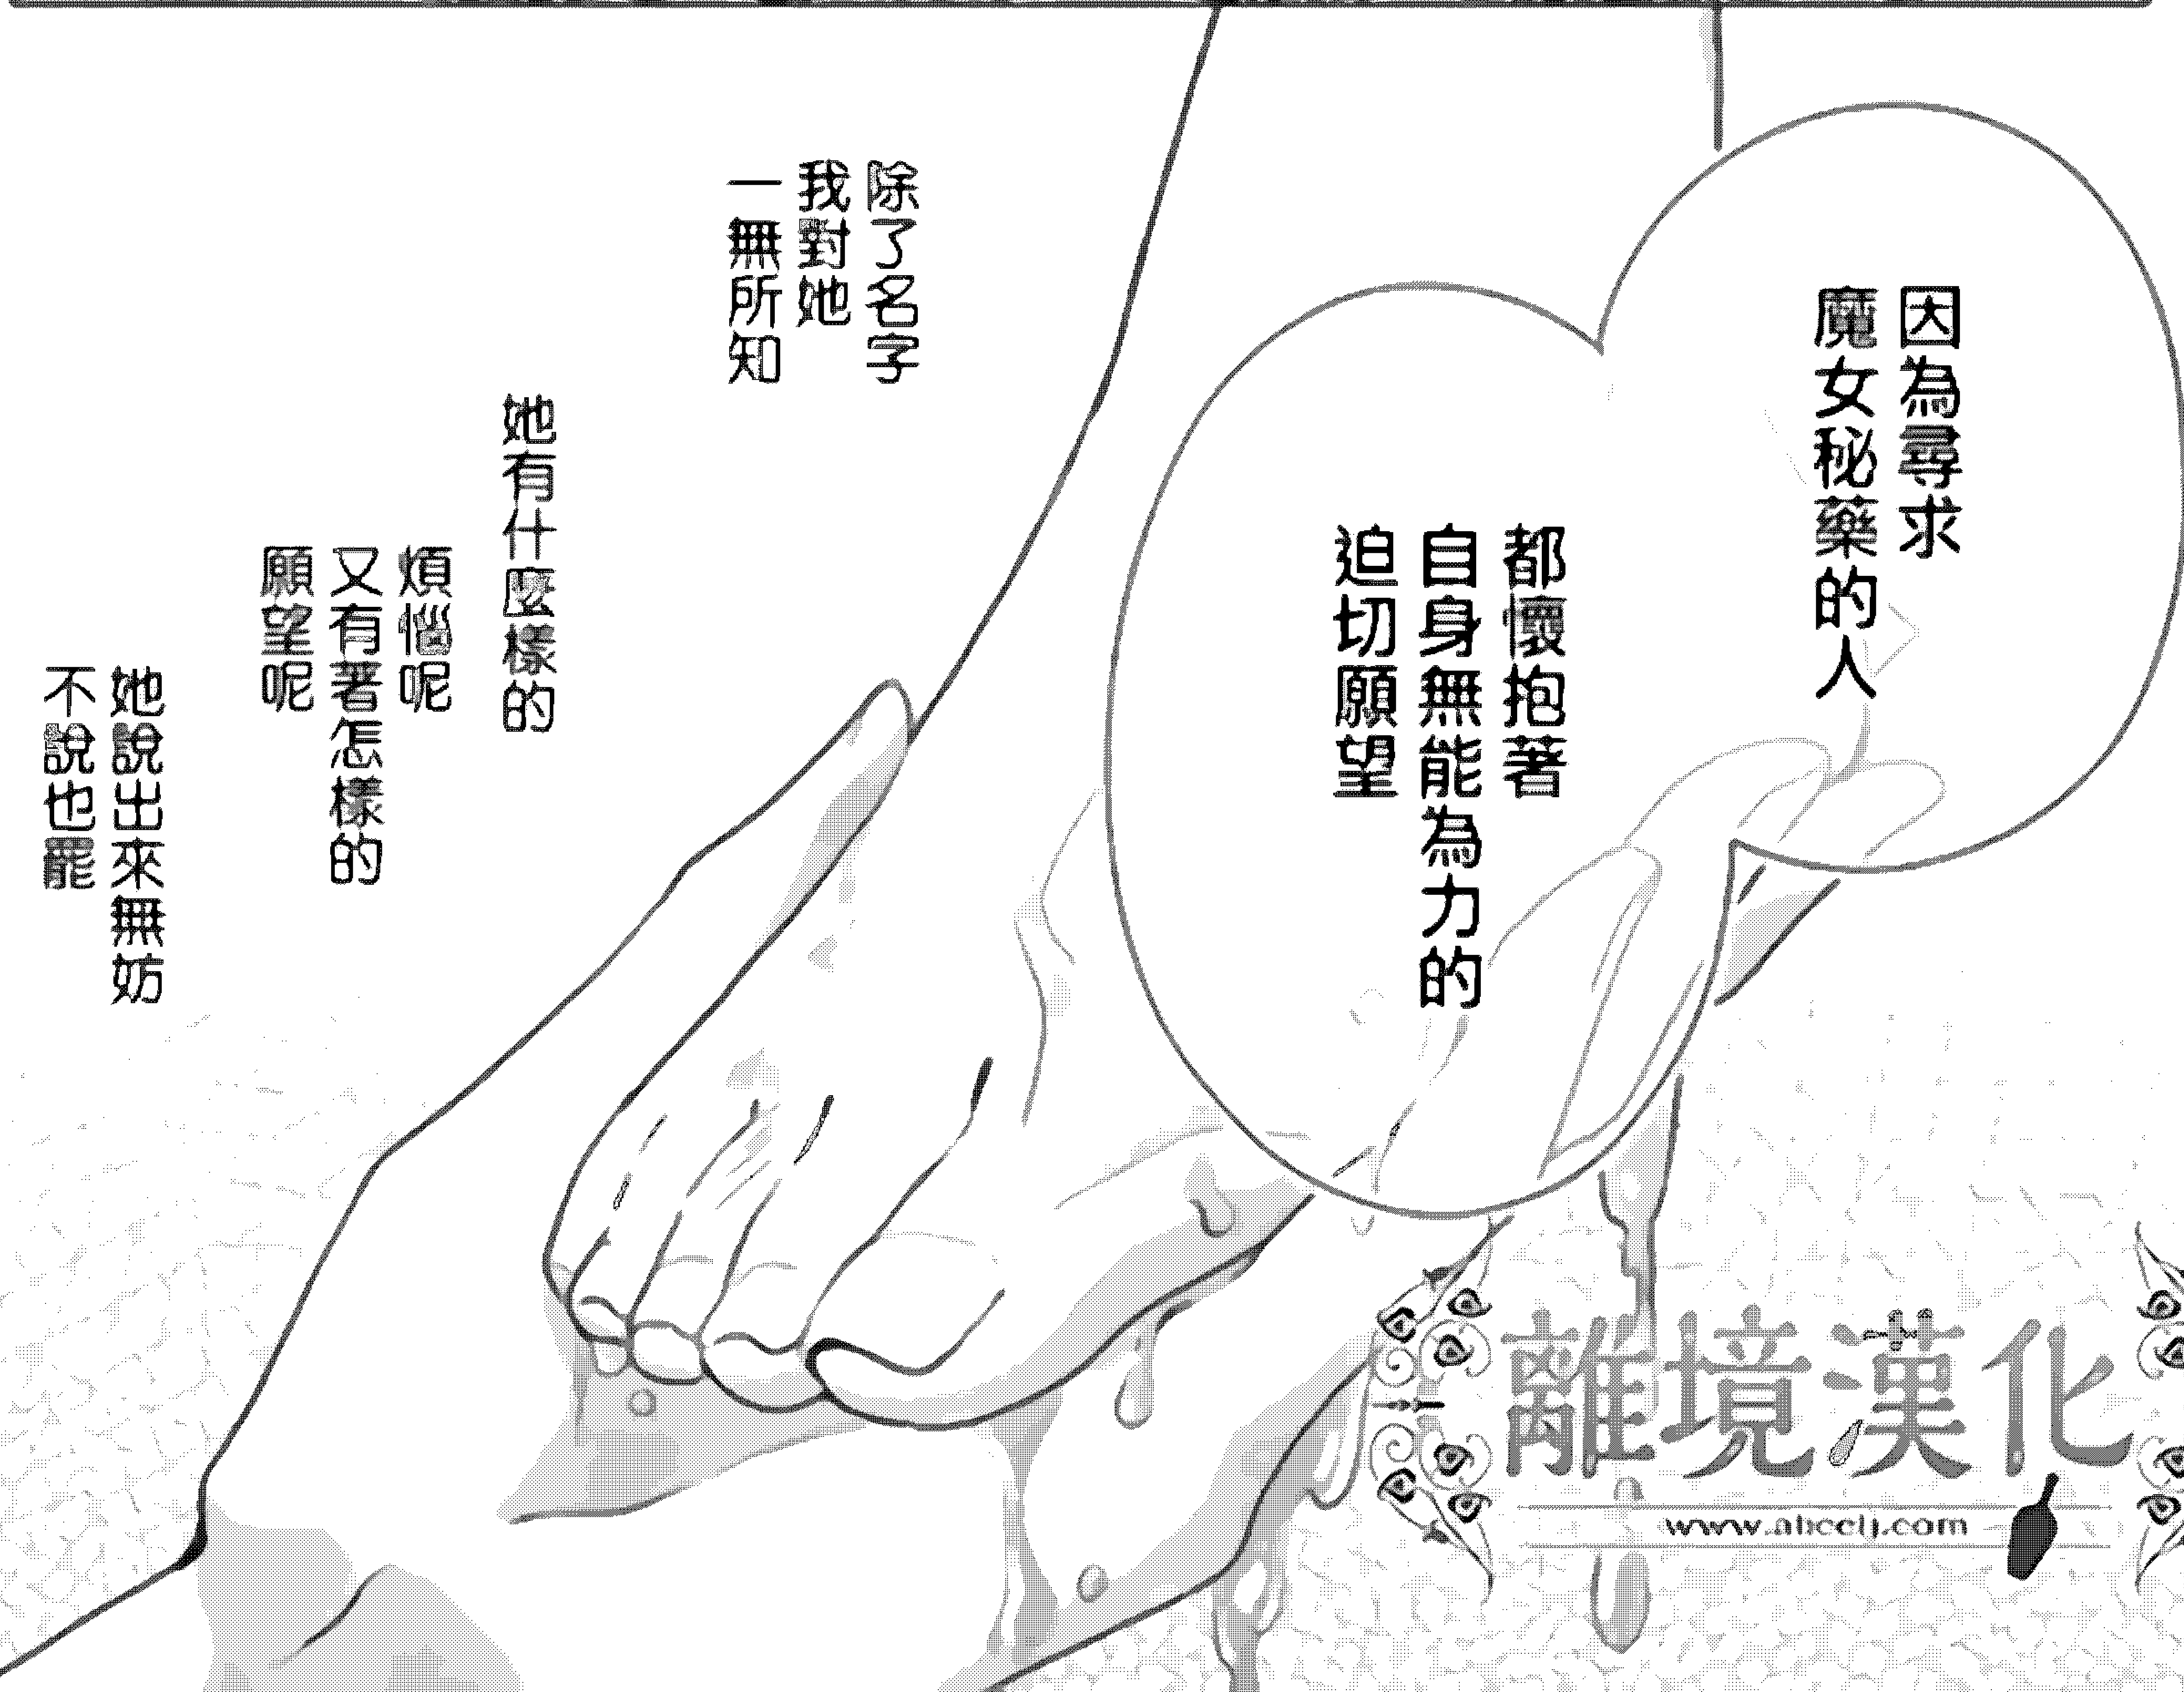 因為尋求
魔女秘藥的人
都懷抱著
自身無能為力的
迫切願望
除了名字
我對她
一無所知
她有什麼樣的
煩惱呢
又有著怎樣的
願望呢
她說出來無妨
不說也罷
離境漢化